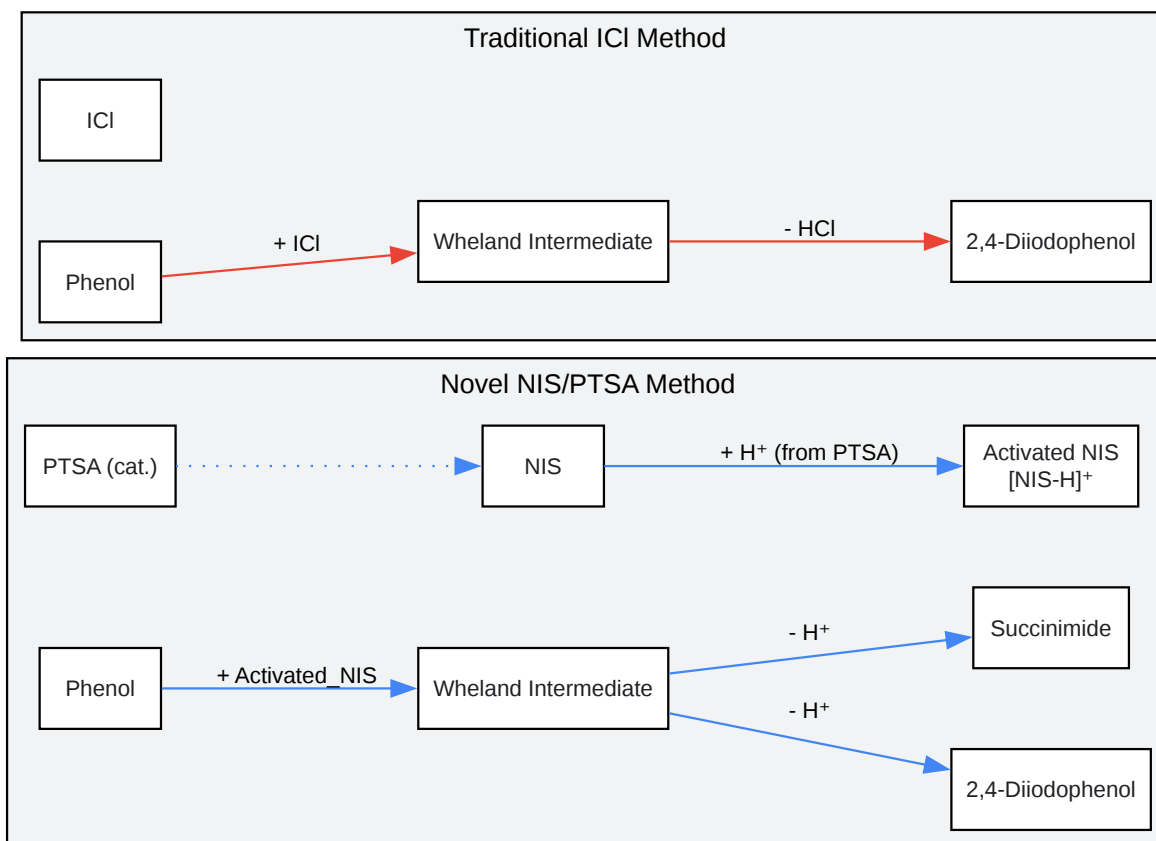 Traditional ICl Method
ICl
Phenol
+ ICl
Wheland Intermediate
- HCl
2,4-Diiodophenol
Novel NIS/PTSA Method
PTSA (cat.)
NIS
+ H⁺ (from PTSA)
Activated NIS
[NIS-H]⁺
Phenol
+ Activated_NIS
Wheland Intermediate
- H⁺
Succinimide
- H⁺
2,4-Diiodophenol